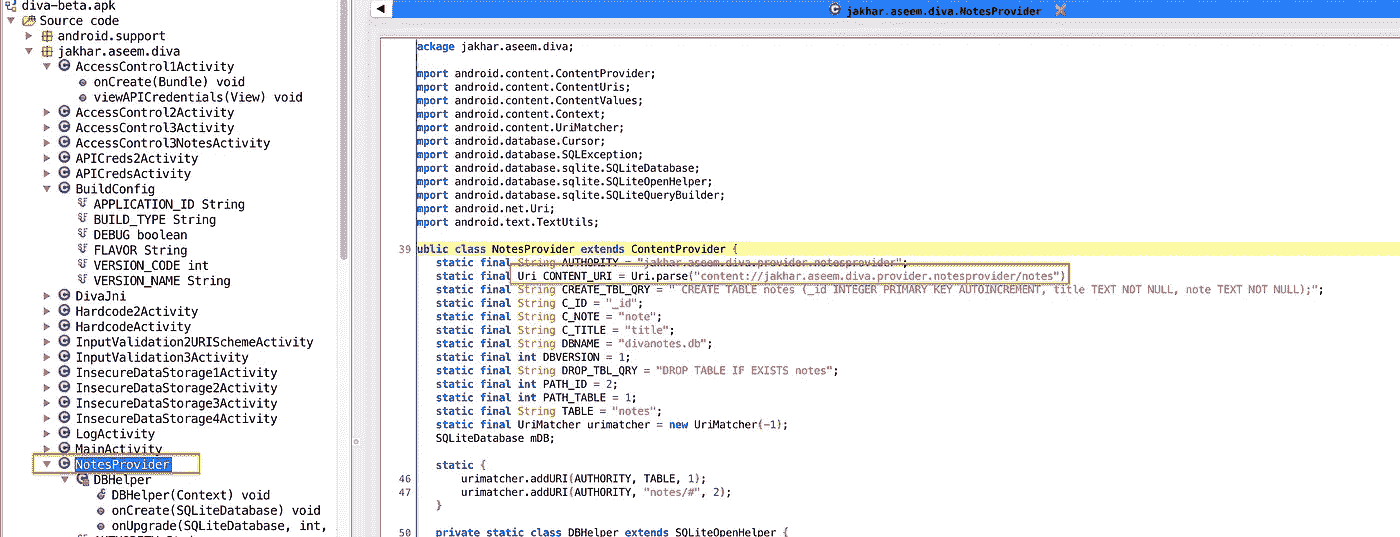 diva-beta.apk
Source code
android.support
jakhar.aseem.diva
AccessControl1Activity
onCreate(Bundle) void
viewAPICredentials(View) void
AccessControl2Activity
AccessControl3Activity
AccessControl3NotesActivity
APICreds2Activity
APICredsActivity
BuildConfig
APPLICATION_ID String
BUILD_TYPE String
DEBUG boolean
FLAVOR String
VERSION_CODE int
VERSION_NAME String
DivaJni
Hardcode2Activity
HardcodeActivity
InputValidation2URISchemeActivity
InputValidation3Activity
InsecureDataStorage1Activity
InsecureDataStorage2Activity
InsecureDataStorage3Activity
InsecureDataStorage4Activity
LogActivity
MainActivity
NotesProvider
DBHelper
DBHelper(Context) void
onCreate(SQLiteDatabase) void
onUpgrade(SQLiteDatabase, int,
jakhar.aseem.diva.NotesProvider
ackage jakhar.aseem.diva;
mport android.content.ContentProvider;
mport android.content.ContentUris;
mport android.content.ContentValues;
mport android.content.Context;
mport android.content.UriMatcher;
mport android.database.Cursor;
mport android.database.SQLException;
mport android.database.sqlite.SQLiteDatabase;
mport android.database.sqlite.SQLiteOpenHelper;
mport android.database.sqlite.SQLiteQueryBuilder;
mport android.net.Uri;
mport android.text.TextUtils;
39 ublic class NotesProvider extends ContentProvider {
static final String AUTHORITY = "jakhar.aseem.diva.provider.notesprovider";
static final Uri CONTENT_URI = Uri.parse("content://jakhar.aseem.diva.provider.notesprovider/notes")
static final String CREATE_TBL_QRY = " CREATE TABLE notes (_id INTEGER PRIMARY KEY AUTOINCREMENT, title TEXT NOT NULL, note TEXT NOT NULL);";
static final String C_ID = "_id";
static final String C_NOTE = "note";
static final String C_TITLE = "title";
static final String DBNAME = "divanotes.db";
static final int DBVERSION = 1;
static final String DROP_TBL_QRY = "DROP TABLE IF EXISTS notes";
static final int PATH_ID = 2;
static final int PATH_TABLE = 1;
static final String TABLE = "notes";
static final UriMatcher urimatcher = new UriMatcher(-1);
SQLiteDatabase mDB;
static {
46 urimatcher.addURI(AUTHORITY, TABLE, 1);
47 urimatcher.addURI(AUTHORITY, "notes/#", 2);
}
50 private static class DBHelper extends SQLiteOpenHelper {